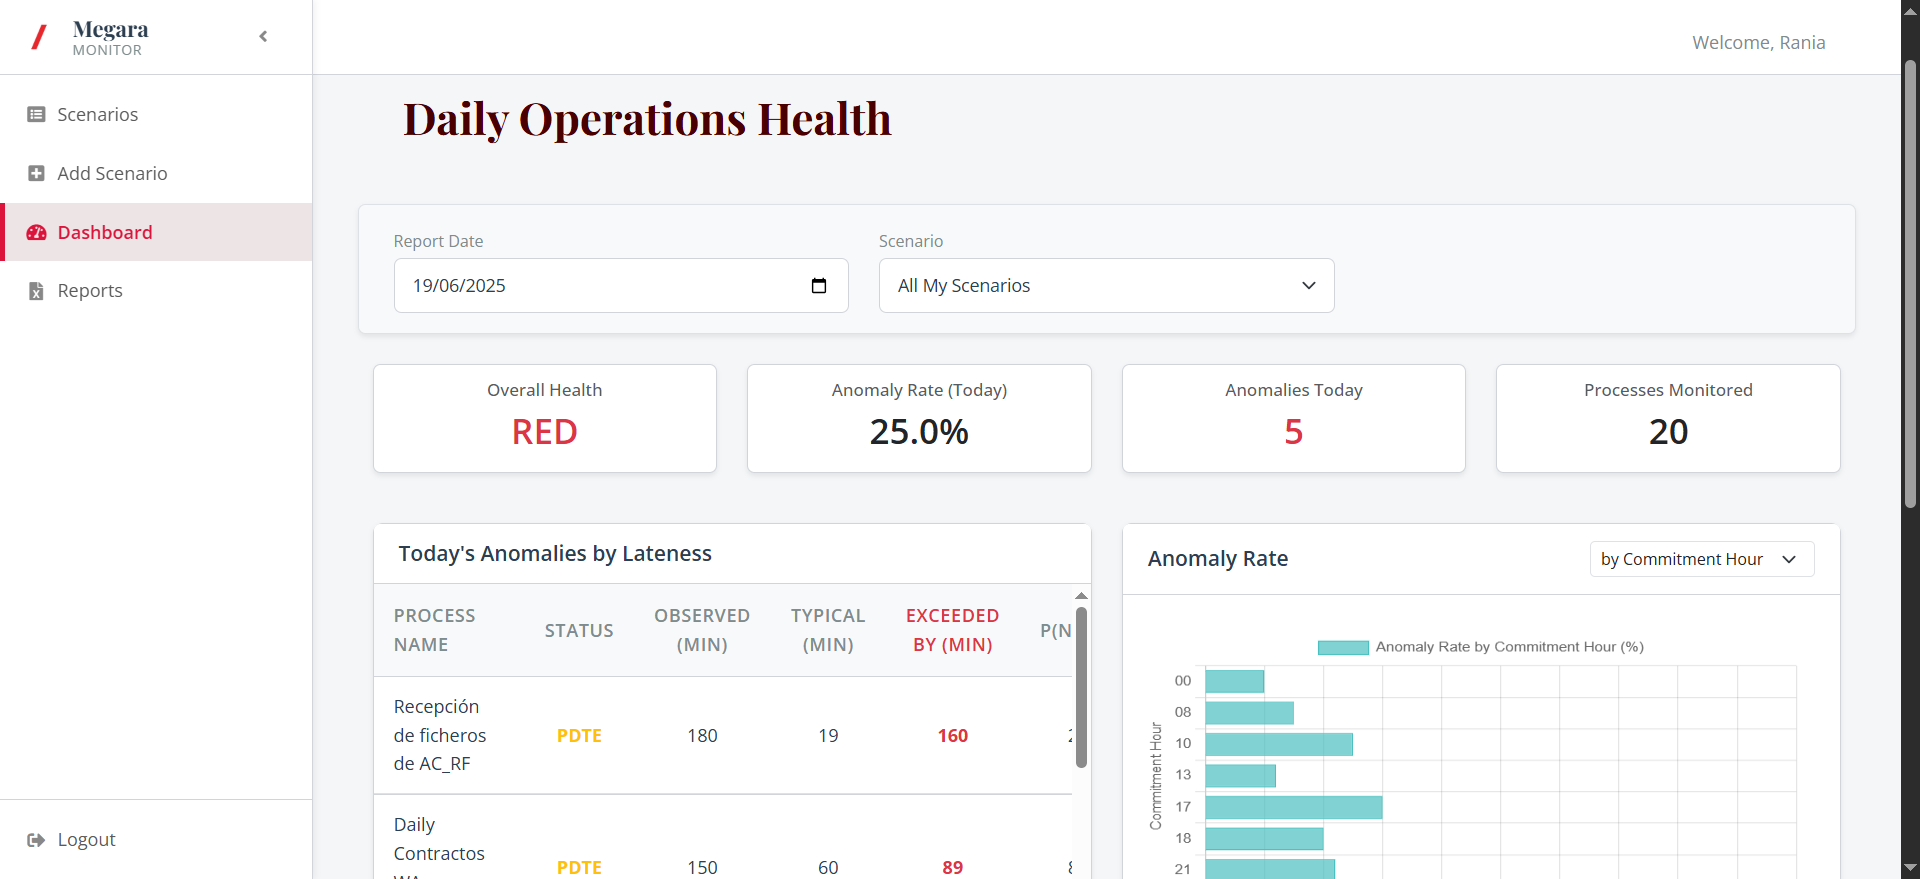 Megara
MONITOR
Welcome, Rania
Scenarios
Add Scenario
Dashboard
Reports
Logout
Daily Operations Health
Report Date
19/06/2025
Scenario
All My Scenarios
Overall Health
RED
Anomaly Rate (Today)
25.0%
Anomalies Today
5
Processes Monitored
20
Today's Anomalies by Lateness
PROCESS
NAME
STATUS
OBSERVED
(MIN)
TYPICAL
(MIN)
EXCEEDED
BY (MIN)
P(N
Recepción
de ficheros
de AC_RF
PDTE
180
19
160
Daily
Contractos
PDTE
150
60
89
Anomaly Rate
by Commitment Hour
Anomaly Rate by Commitment Hour (%)
Commitment Hour
00
08
10
13
17
18
21